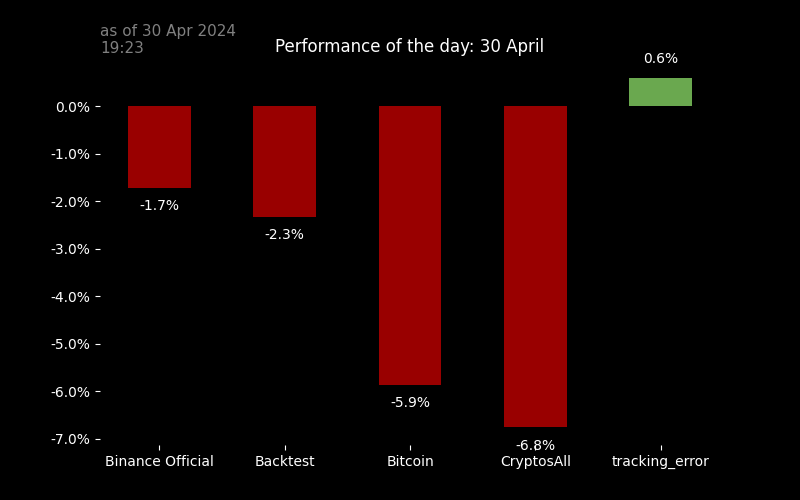 as of 30 Apr 2024
19:23
Performance of the day: 30 April
0.6%
0.0%
-1.0%
-2.0%
-3.0%
-4.0%
-5.0%
-6.0%
-7.0%
-1.7%
-2.3%
-5.9%
-6.8%
Binance Official
Backtest
Bitcoin
CryptosAll
tracking_error